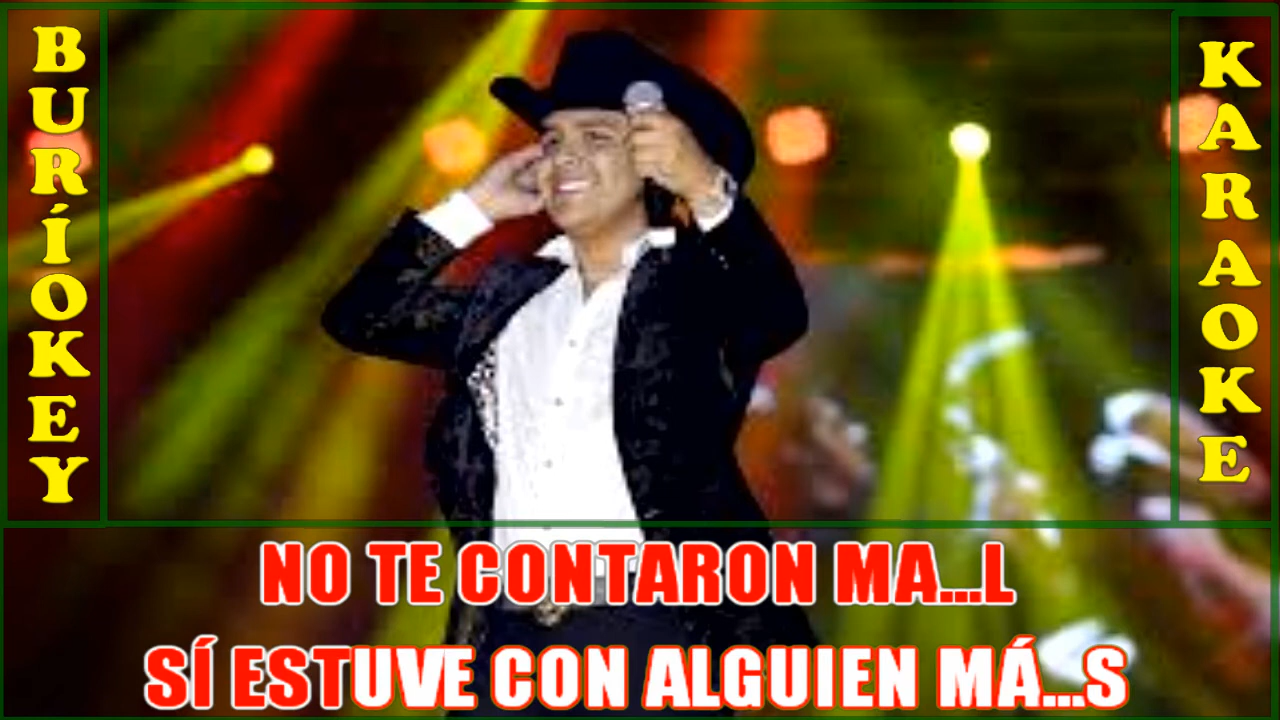 BURÍOKEY
KARAOKE
NO TE CONTARON MA...L
SÍ ESTUVE CON ALGUIEN MÁ...S